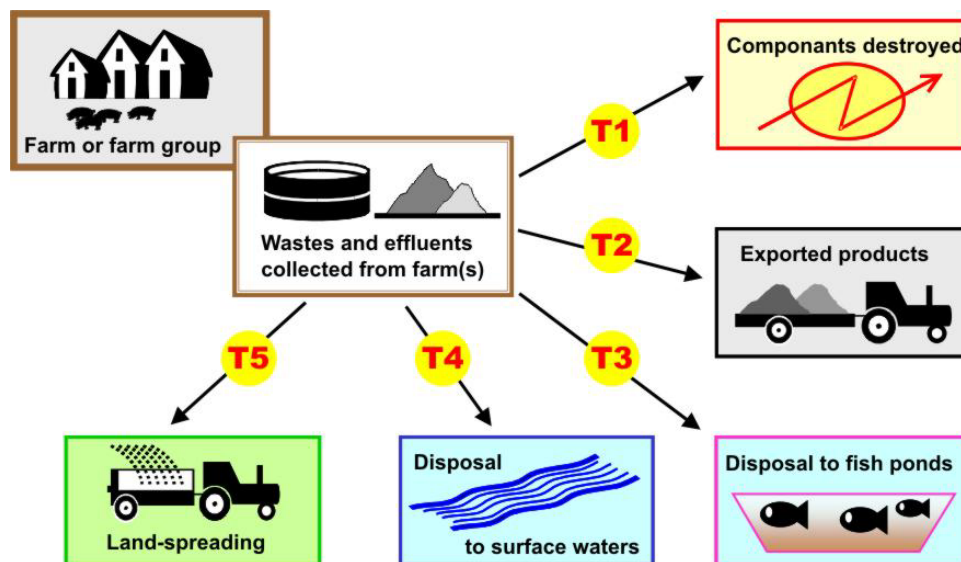 Farm or farm group
Wastes and effluents
collected from farm(s)
T1
Componants destroyed
T2
Exported products
T3
Disposal to fish ponds
T4
Disposal
to surface waters
T5
Land-spreading